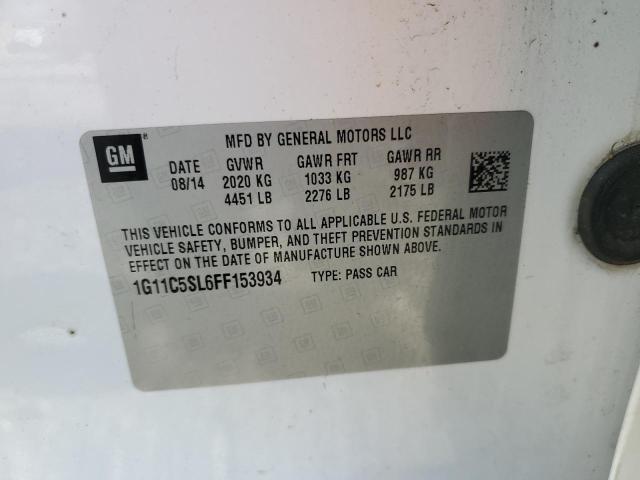 GM
MFD BY GENERAL MOTORS LLC
DATE GVWR GAWR FRT GAWR RR
08/14 2020 KG 1033 KG 987 KG
4451 LB 2276 LB 2175 LB
THIS VEHICLE CONFORMS TO ALL APPLICABLE U.S. FEDERAL MOTOR
VEHICLE SAFETY, BUMPER, AND THEFT PREVENTION STANDARDS IN
EFFECT ON THE DATE OF MANUFACTURE SHOWN ABOVE.
1G11C5SL6FF153934 TYPE: PASS CAR